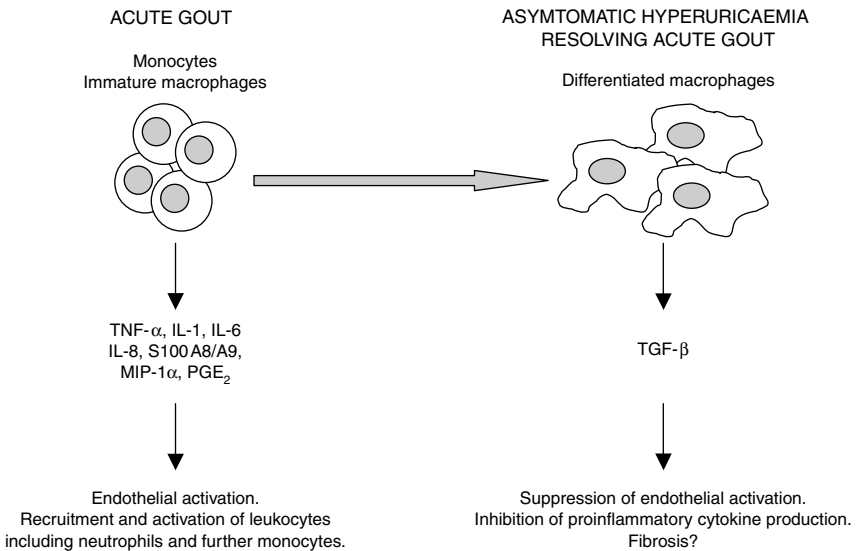 ACUTE GOUT
Monocytes
Immature macrophages
TNF-α, IL-1, IL-6
IL-8, S100A8/A9,
MIP-1α, PGE2
Endothelial activation.
Recruitment and activation of leukocytes
including neutrophils and further monocytes.
ASYMTOMATIC HYPERURICAEMIA
RESOLVING ACUTE GOUT
Differentiated macrophages
TGF-β
Suppression of endothelial activation.
Inhibition of proinflammatory cytokine production.
Fibrosis?